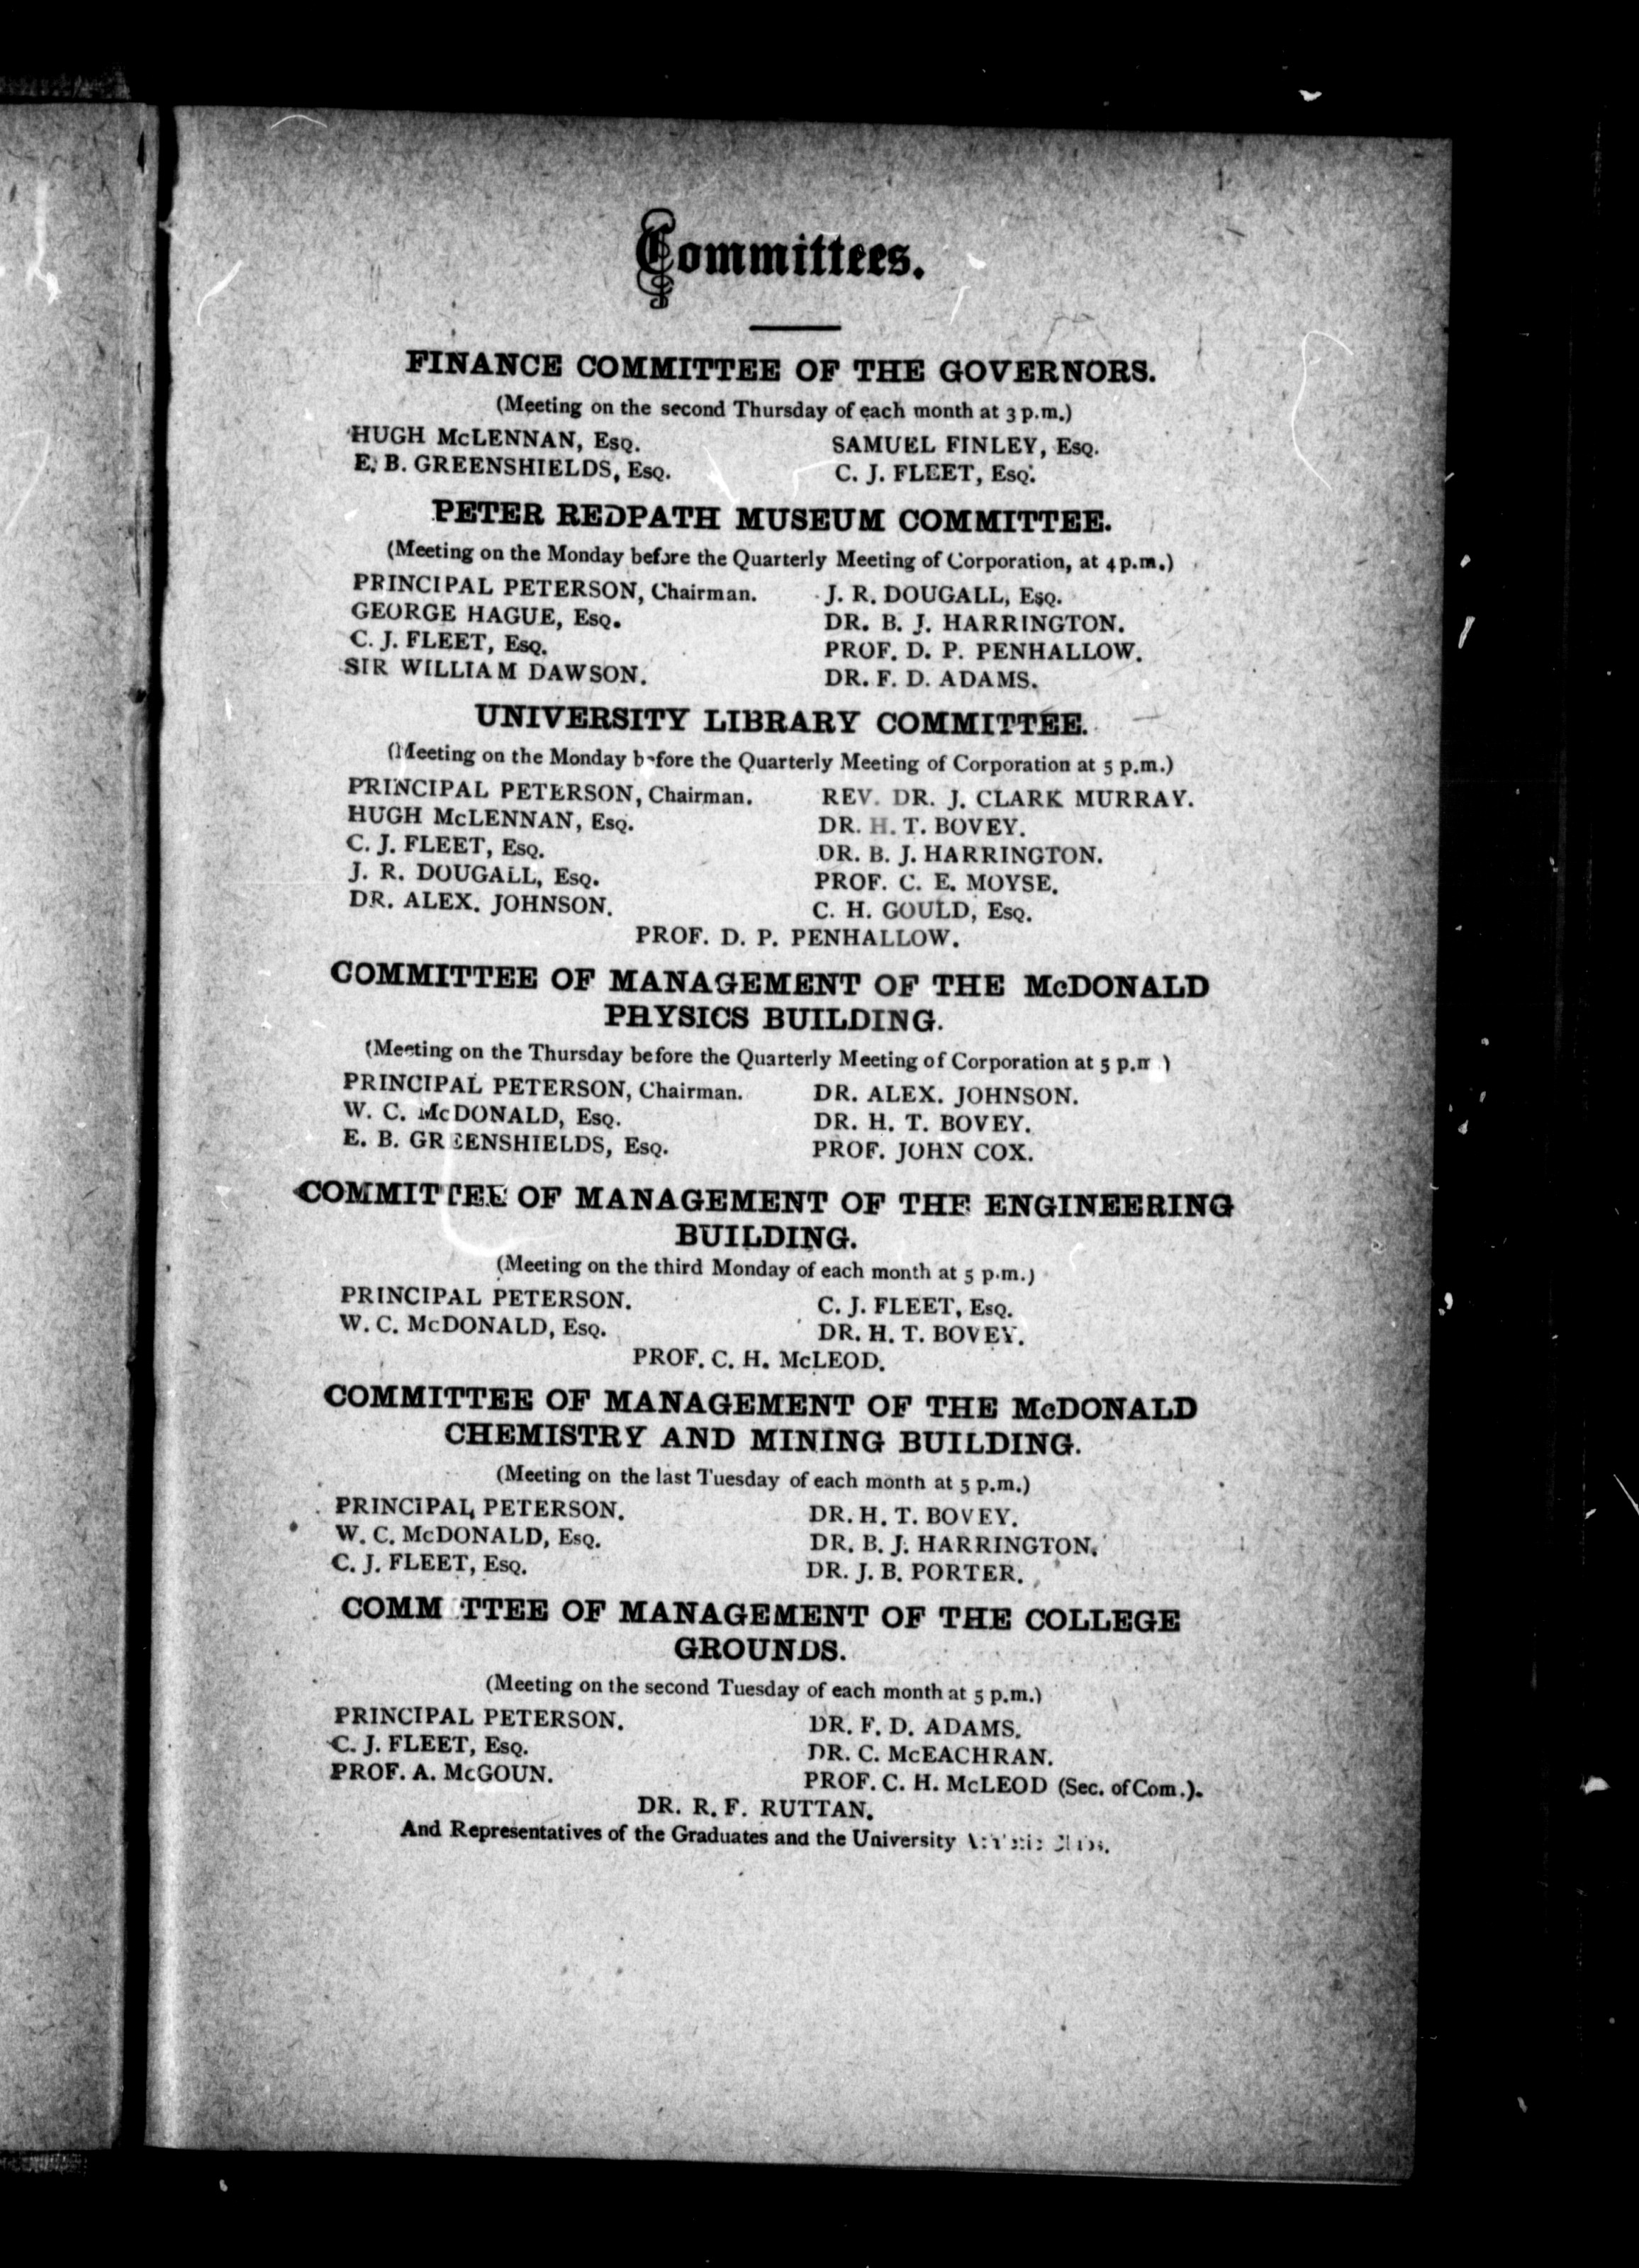 Committees.
FINANCE COMMITTEE OF THE GOVERNORS.
(Meeting on the second Thursday of each month at 3 p.m.)
HUGH McLENNAN, Esq. SAMUEL FINLEY, Esq.
E. B. GREENSHIELDS, Esq. C. J. FLEET, Esq.
PETER REDPATH MUSEUM COMMITTEE.
(Meeting on the Monday before the Quarterly Meeting of Corporation, at 4 p.m.)
PRINCIPAL PETERSON, Chairman. J. R. DOUGALL, Esq.
GEORGE HAGUE, Esq. DR. B. J. HARRINGTON.
C. J. FLEET, Esq. PROF. D. P. PENHALLOW.
SIR WILLIAM DAWSON. DR. F. D. ADAMS.
UNIVERSITY LIBRARY COMMITTEE.
(Meeting on the Monday before the Quarterly Meeting of Corporation at 5 p.m.)
PRINCIPAL PETERSON, Chairman. REV. DR. J. CLARK MURRAY.
HUGH McLENNAN, Esq. DR. H. T. BOVEY.
C. J. FLEET, Esq. DR. B. J. HARRINGTON.
J. R. DOUGALL, Esq. PROF. C. E. MOYSE.
DR. ALEX. JOHNSON. C. H. GOULD, Esq.
PROF. D. P. PENHALLOW.
COMMITTEE OF MANAGEMENT OF THE McDONALD
PHYSICS BUILDING.
(Meeting on the Thursday before the Quarterly Meeting of Corporation at 5 p.m.)
PRINCIPAL PETERSON, Chairman. DR. ALEX. JOHNSON.
W. C. McDONALD, Esq. DR. H. T. BOVEY.
E. B. GREENSHIELDS, Esq. PROF. JOHN COX.
COMMITTEE OF MANAGEMENT OF THE ENGINEERING
BUILDING.
(Meeting on the third Monday of each month at 5 p.m.)
PRINCIPAL PETERSON. C. J. FLEET, Esq.
W. C. McDONALD, Esq. DR. H. T. BOVEY.
PROF. C. H. McLEOD.
COMMITTEE OF MANAGEMENT OF THE McDONALD
CHEMISTRY AND MINING BUILDING.
(Meeting on the last Tuesday of each month at 5 p.m.)
PRINCIPAL PETERSON. DR. H. T. BOVEY.
W. C. McDONALD, Esq. DR. B. J. HARRINGTON.
C. J. FLEET, Esq. DR. J. B. PORTER.
COMMITTEE OF MANAGEMENT OF THE COLLEGE
GROUNDS.
(Meeting on the second Tuesday of each month at 5 p.m.)
PRINCIPAL PETERSON. DR. F. D. ADAMS.
C. J. FLEET, Esq. DR. C. McEACHRAN.
PROF. A. McGOUN. PROF. C. H. McLEOD (Sec. of Com.).
DR. R. F. RUTTAN.
And Representatives of the Graduates and the University